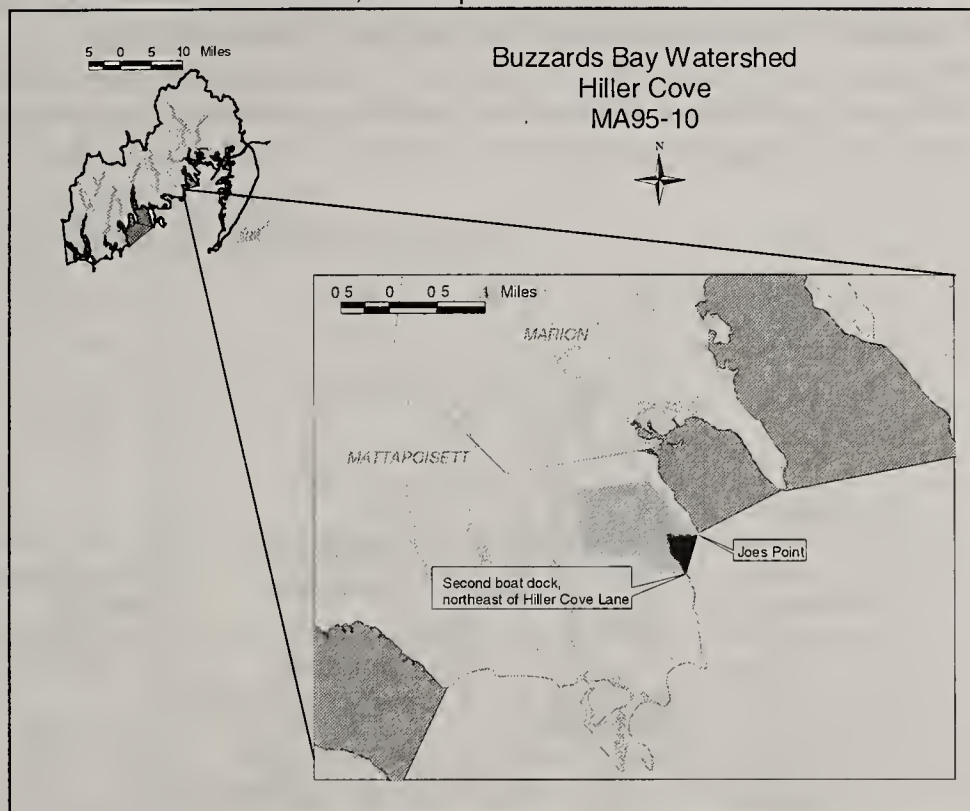 5 0 5 10 Miles
Buzzards Bay Watershed
Hiller Cove
MA95-10
N
0 5 0 0 5 1 Miles
MARION
MATTAPOISETT
Joes Point
Second boat dock,
northeast of Hiller Cove Lane